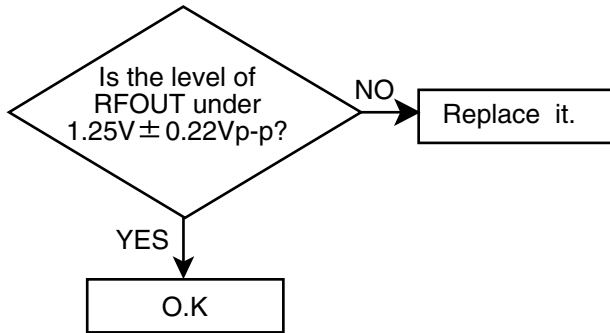 Is the level of
RFOUT under
1.25V ± 0.22Vp-p?
NO
Replace it.
YES
O.K